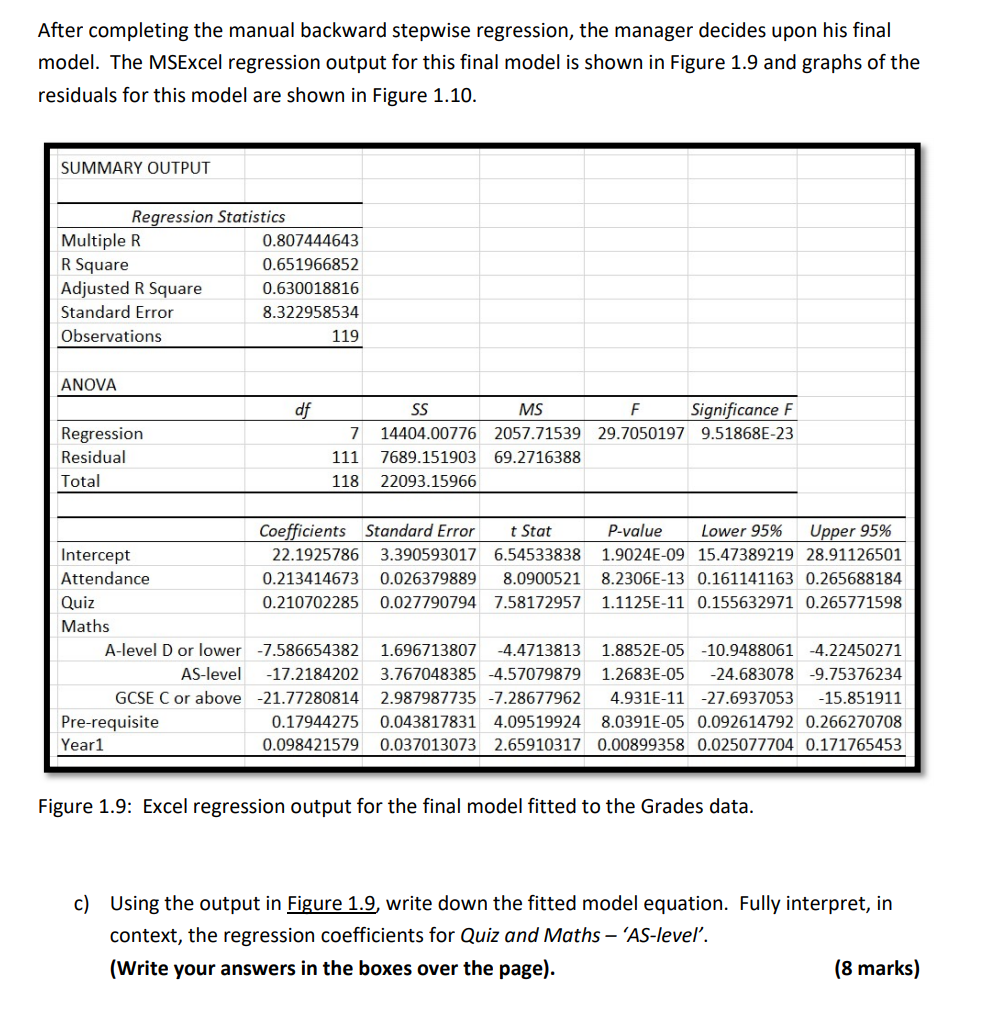 After completing the manual backward stepwise regression, the manager decides upon his final
model. The MSExcel regression output for this final model is shown in Figure 1.9 and graphs of the
residuals for this model are shown in Figure 1.10.
SUMMARY OUTPUT
Regression Statistics
Multiple R 0.807444643
R Square 0.651966852
Adjusted R Square 0.630018816
Standard Error 8.322958534
Observations 119
ANOVA
df SS MS F Significance F
Regression 7 14404.00776 2057.71539 29.7050197 9.51868E-23
Residual 111 7689.151903 69.2716388
Total 118 22093.15966
Coefficients Standard Error t Stat P-value Lower 95% Upper 95%
Intercept 22.1925786 3.390593017 6.54533838 1.9024E-09 15.47389219 28.91126501
Attendance 0.213414673 0.026379889 8.0900521 8.2306E-13 0.161141163 0.265688184
Quiz 0.210702285 0.027790794 7.58172957 1.1125E-11 0.155632971 0.265771598
Maths
A-level D or lower -7.586654382 1.696713807 -4.4713813 1.8852E-05 -10.9488061 -4.22450271
AS-level -17.2184202 3.767048385 -4.57079879 1.2683E-05 -24.683078 -9.75376234
GCSE C or above -21.77280814 2.987987735 -7.28677962 4.931E-11 -27.6937053 -15.851911
Pre-requisite 0.17944275 0.043817831 4.09519924 8.0391E-05 0.092614792 0.266270708
Year1 0.098421579 0.037013073 2.65910317 0.00899358 0.025077704 0.171765453
Figure 1.9: Excel regression output for the final model fitted to the Grades data.
c) Using the output in Figure 1.9, write down the fitted model equation. Fully interpret, in
context, the regression coefficients for Quiz and Maths – ‘AS-level’.
(Write your answers in the boxes over the page). (8 marks)